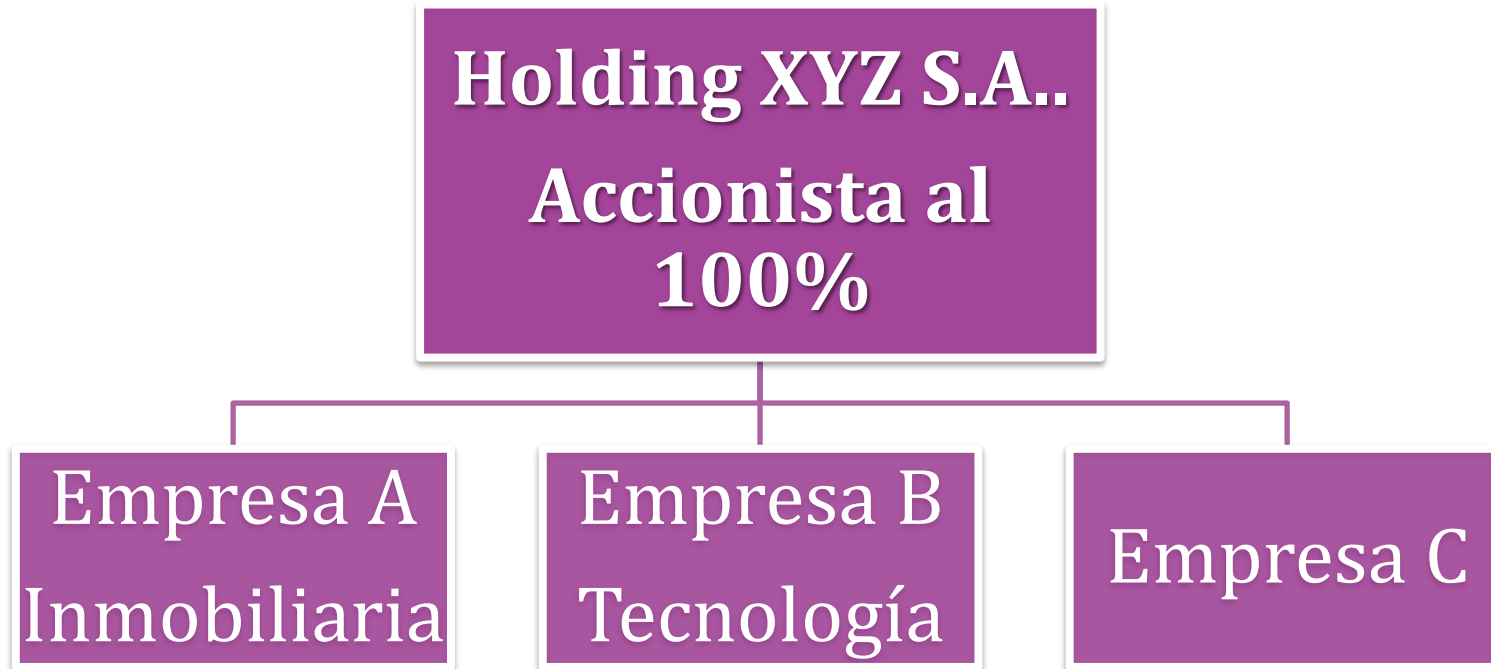 Holding XYZ S.A..
Accionista al
100%
Empresa A
Inmobiliaria
Empresa B
Tecnología
Empresa C